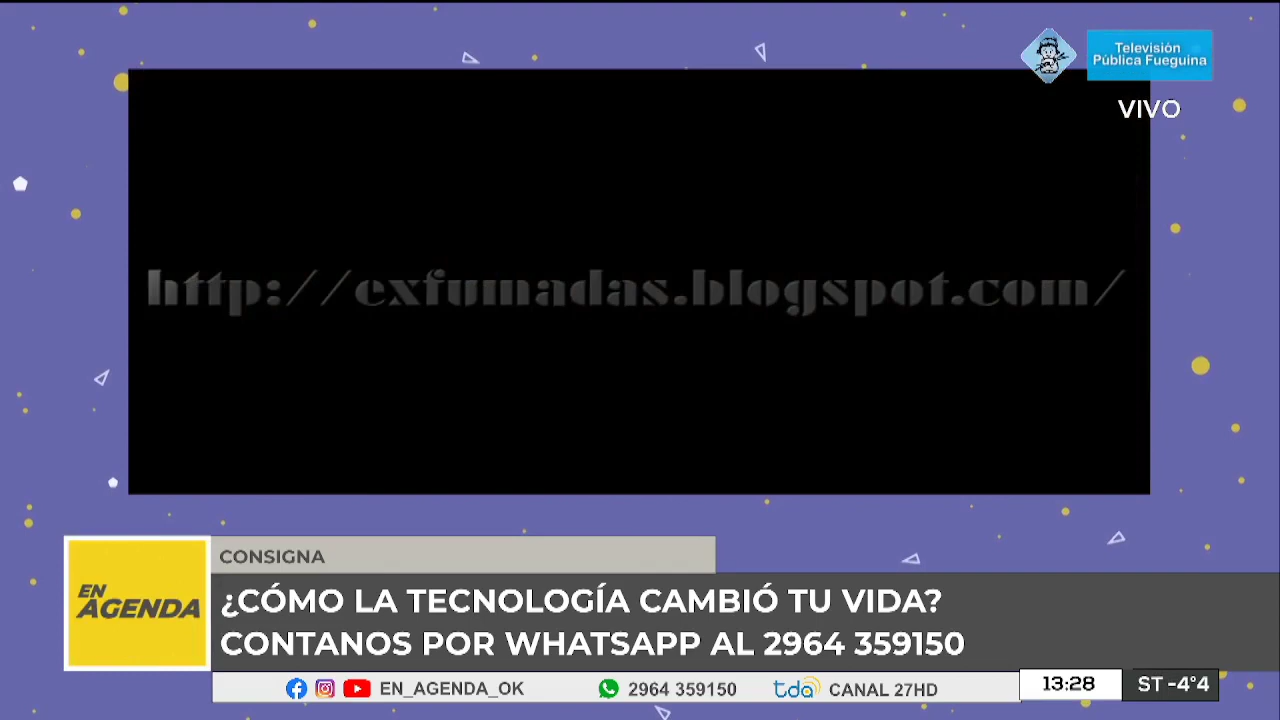 Televisión
Pública Fueguina
VIVO
http://exfumadas.blogspot.com/
CONSIGNA
EN
AGENDA
¿CÓMO LA TECNOLOGÍA CAMBIÓ TU VIDA?
CONTANOS POR WHATSAPP AL 2964 359150
EN_AGENDA_OK
2964 359150
tda
CANAL 27HD
13:28
ST -4°4